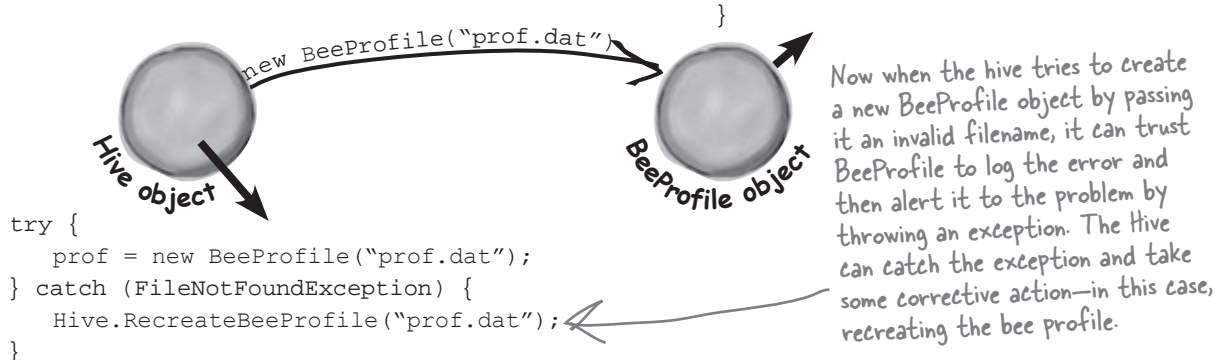 }
new BeeProfile(“prof.dat”)
Hive object
BeeProfile object
Now when the hive tries to create
a new BeeProfile object by passing
it an invalid filename, it can trust
BeeProfile to log the error and
then alert it to the problem by
throwing an exception. The Hive
can catch the exception and take
some corrective action—in this case,
recreating the bee profile.
try {
prof = new BeeProfile(“prof.dat”);
} catch (FileNotFoundException) {
Hive.RecreateBeeProfile(“prof.dat”);
}